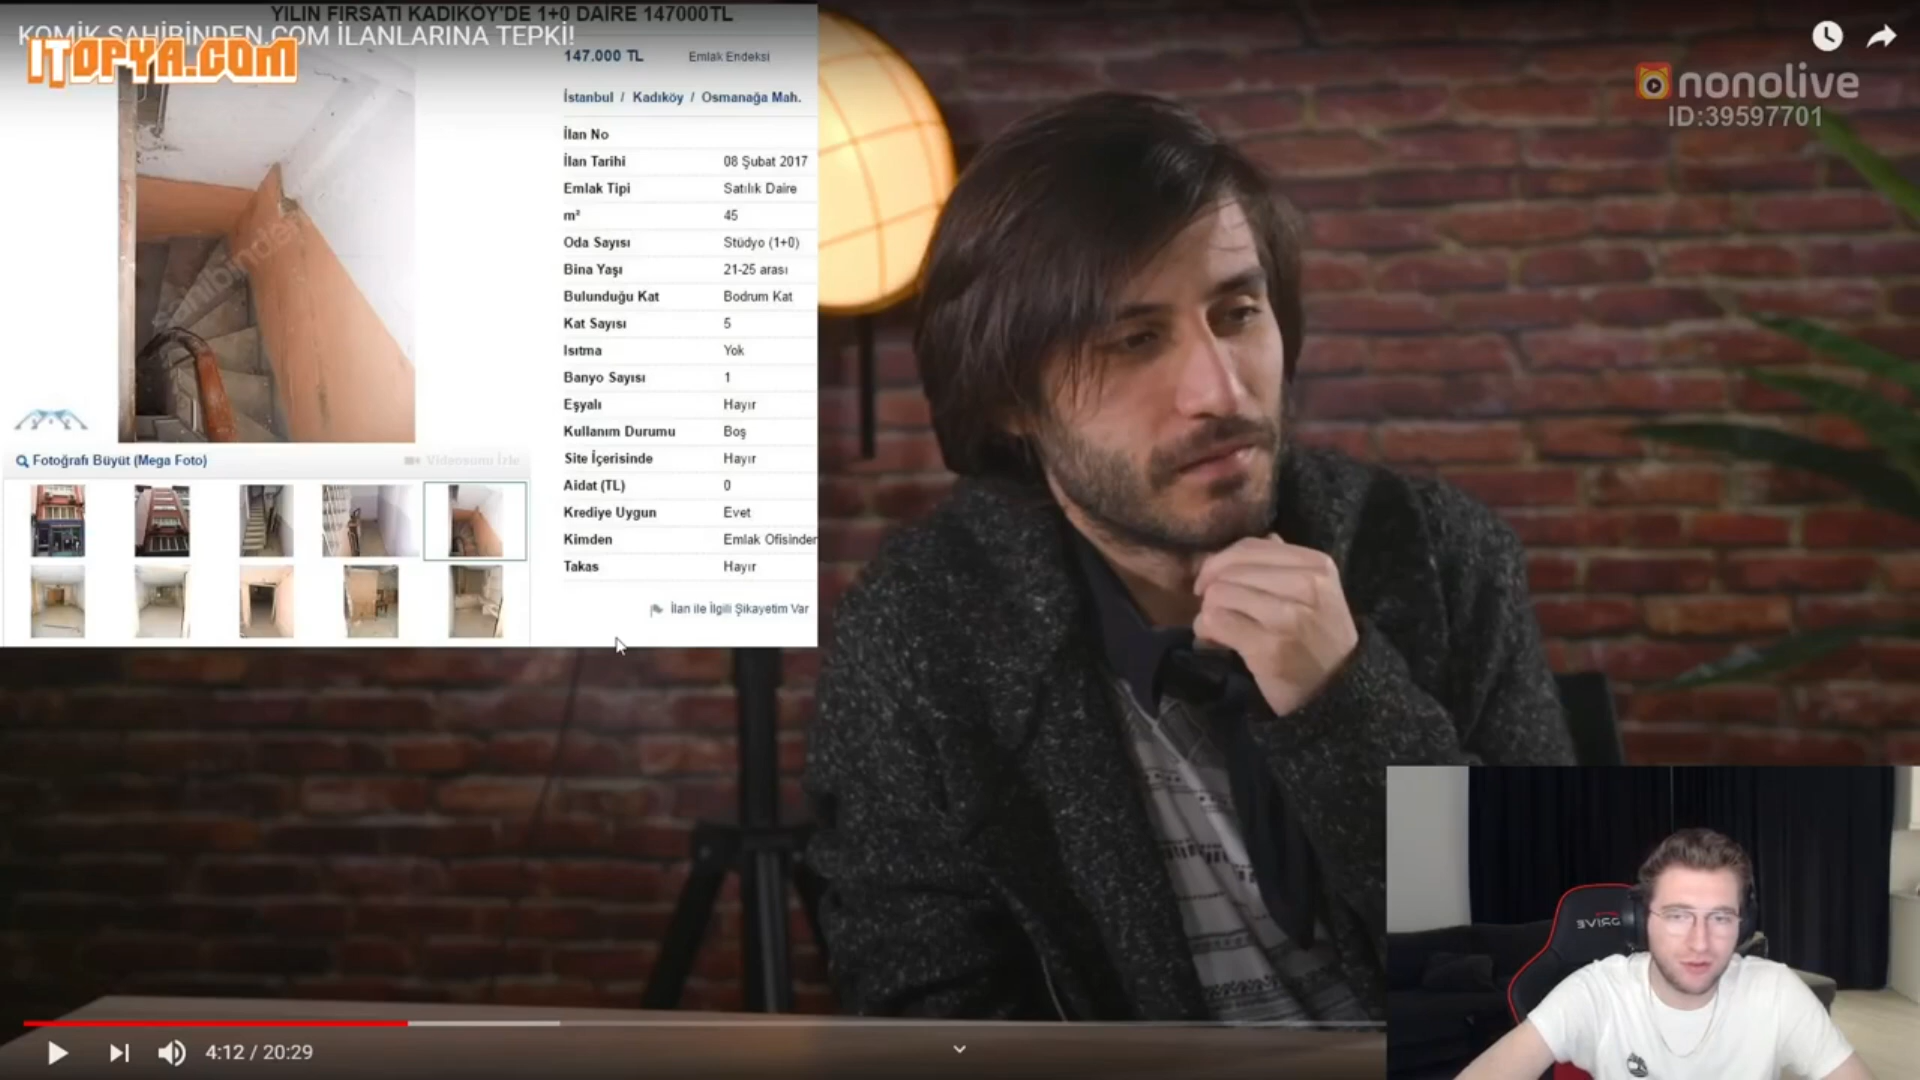 YILIN FIRSATI KADIKÖY'DE 1+0 DAİRE 147000TL
KOMİK SAHİBİNDEN.COM İLANLARINA TEPKİ!
ITOPYA.COM
147.000 TL Emlak Endeksi
İstanbul / Kadıköy / Osmanağa Mah.
İlan No
İlan Tarihi 08 Şubat 2017
Emlak Tipi Satılık Daire
m² 45
Oda Sayısı Stüdyo (1+0)
Bina Yaşı 21-25 arası
Bulunduğu Kat Bodrum Kat
Kat Sayısı 5
Isıtma Yok
Banyo Sayısı 1
Eşyalı Hayır
Kullanım Durumu Boş
Site İçerisinde Hayır
Aidat (TL) 0
Krediye Uygun Evet
Kimden Emlak Ofisinden
Takas Hayır
İlan ile İlgili Şikayetim Var
Fotoğrafı Büyüt (Mega Foto) Videosunu İzle
nonolive
ID:39597701
DRIVE
4:12 / 20:29